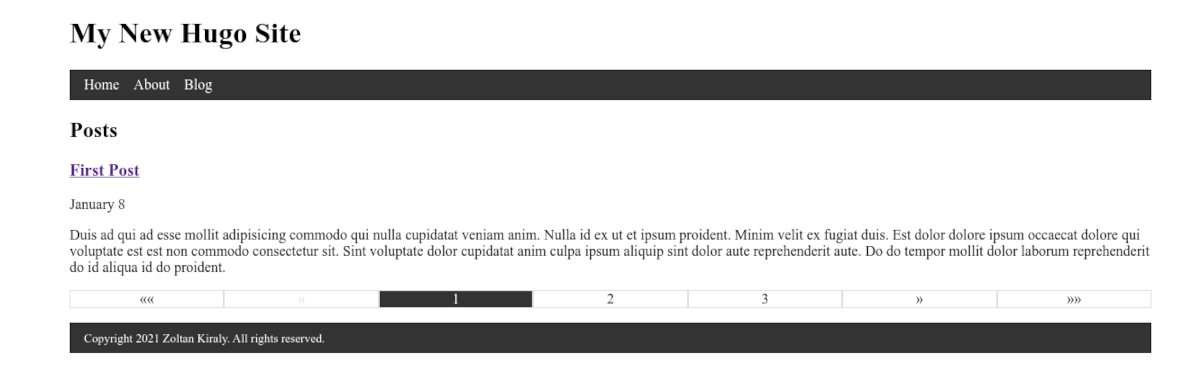 My New Hugo Site
Home About Blog
Posts
First Post
January 8
Duis ad qui ad esse mollit adipisicing commodo qui nulla cupidatat veniam anim. Nulla id ex ut et ipsum proident. Minim velit ex fugiat duis. Est dolor dolore ipsum occaecat dolore qui
voluptate est est non commodo consectetur sit. Sint voluptate dolor cupidatat anim culpa ipsum aliquip sint dolor aute reprehenderit aute. Do do tempor mollit dolor laborum reprehenderit
do id aliqua id do proident.
«« « 1 2 3 » »»
Copyright 2021 Zoltan Kiraly. All rights reserved.